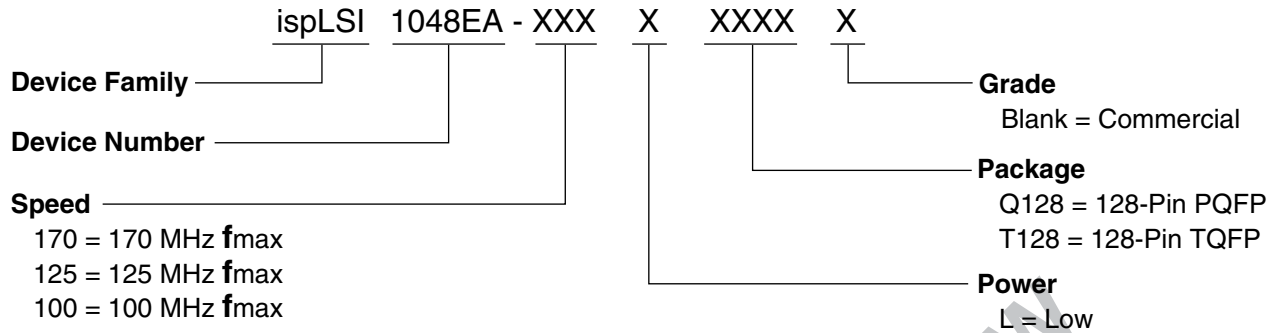 ispLSI 1048EA - XXX X XXXX X
Device Family
Device Number
Speed
170 = 170 MHz fmax
125 = 125 MHz fmax
100 = 100 MHz fmax
Grade
Blank = Commercial
Package
Q128 = 128-Pin PQFP
T128 = 128-Pin TQFP
Power
L = Low